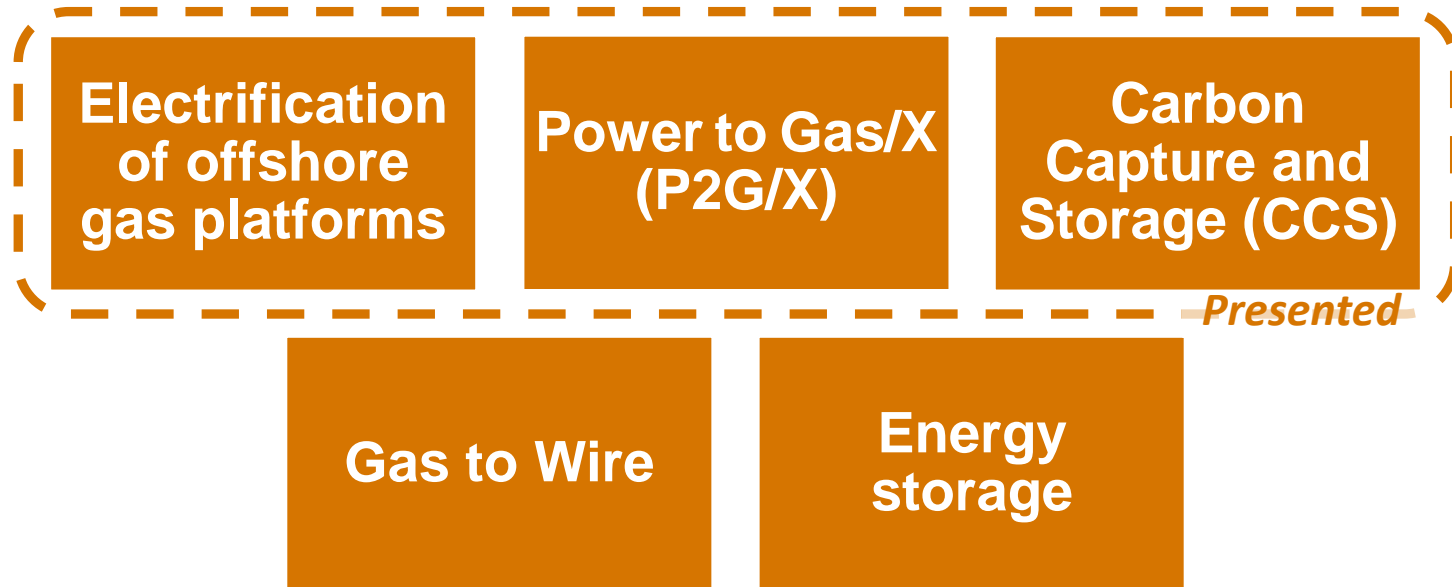 Electrification
of offshore
gas platforms
Power to Gas/X
(P2G/X)
Carbon
Capture and
Storage (CCS)
Presented
Gas to Wire
Energy
storage